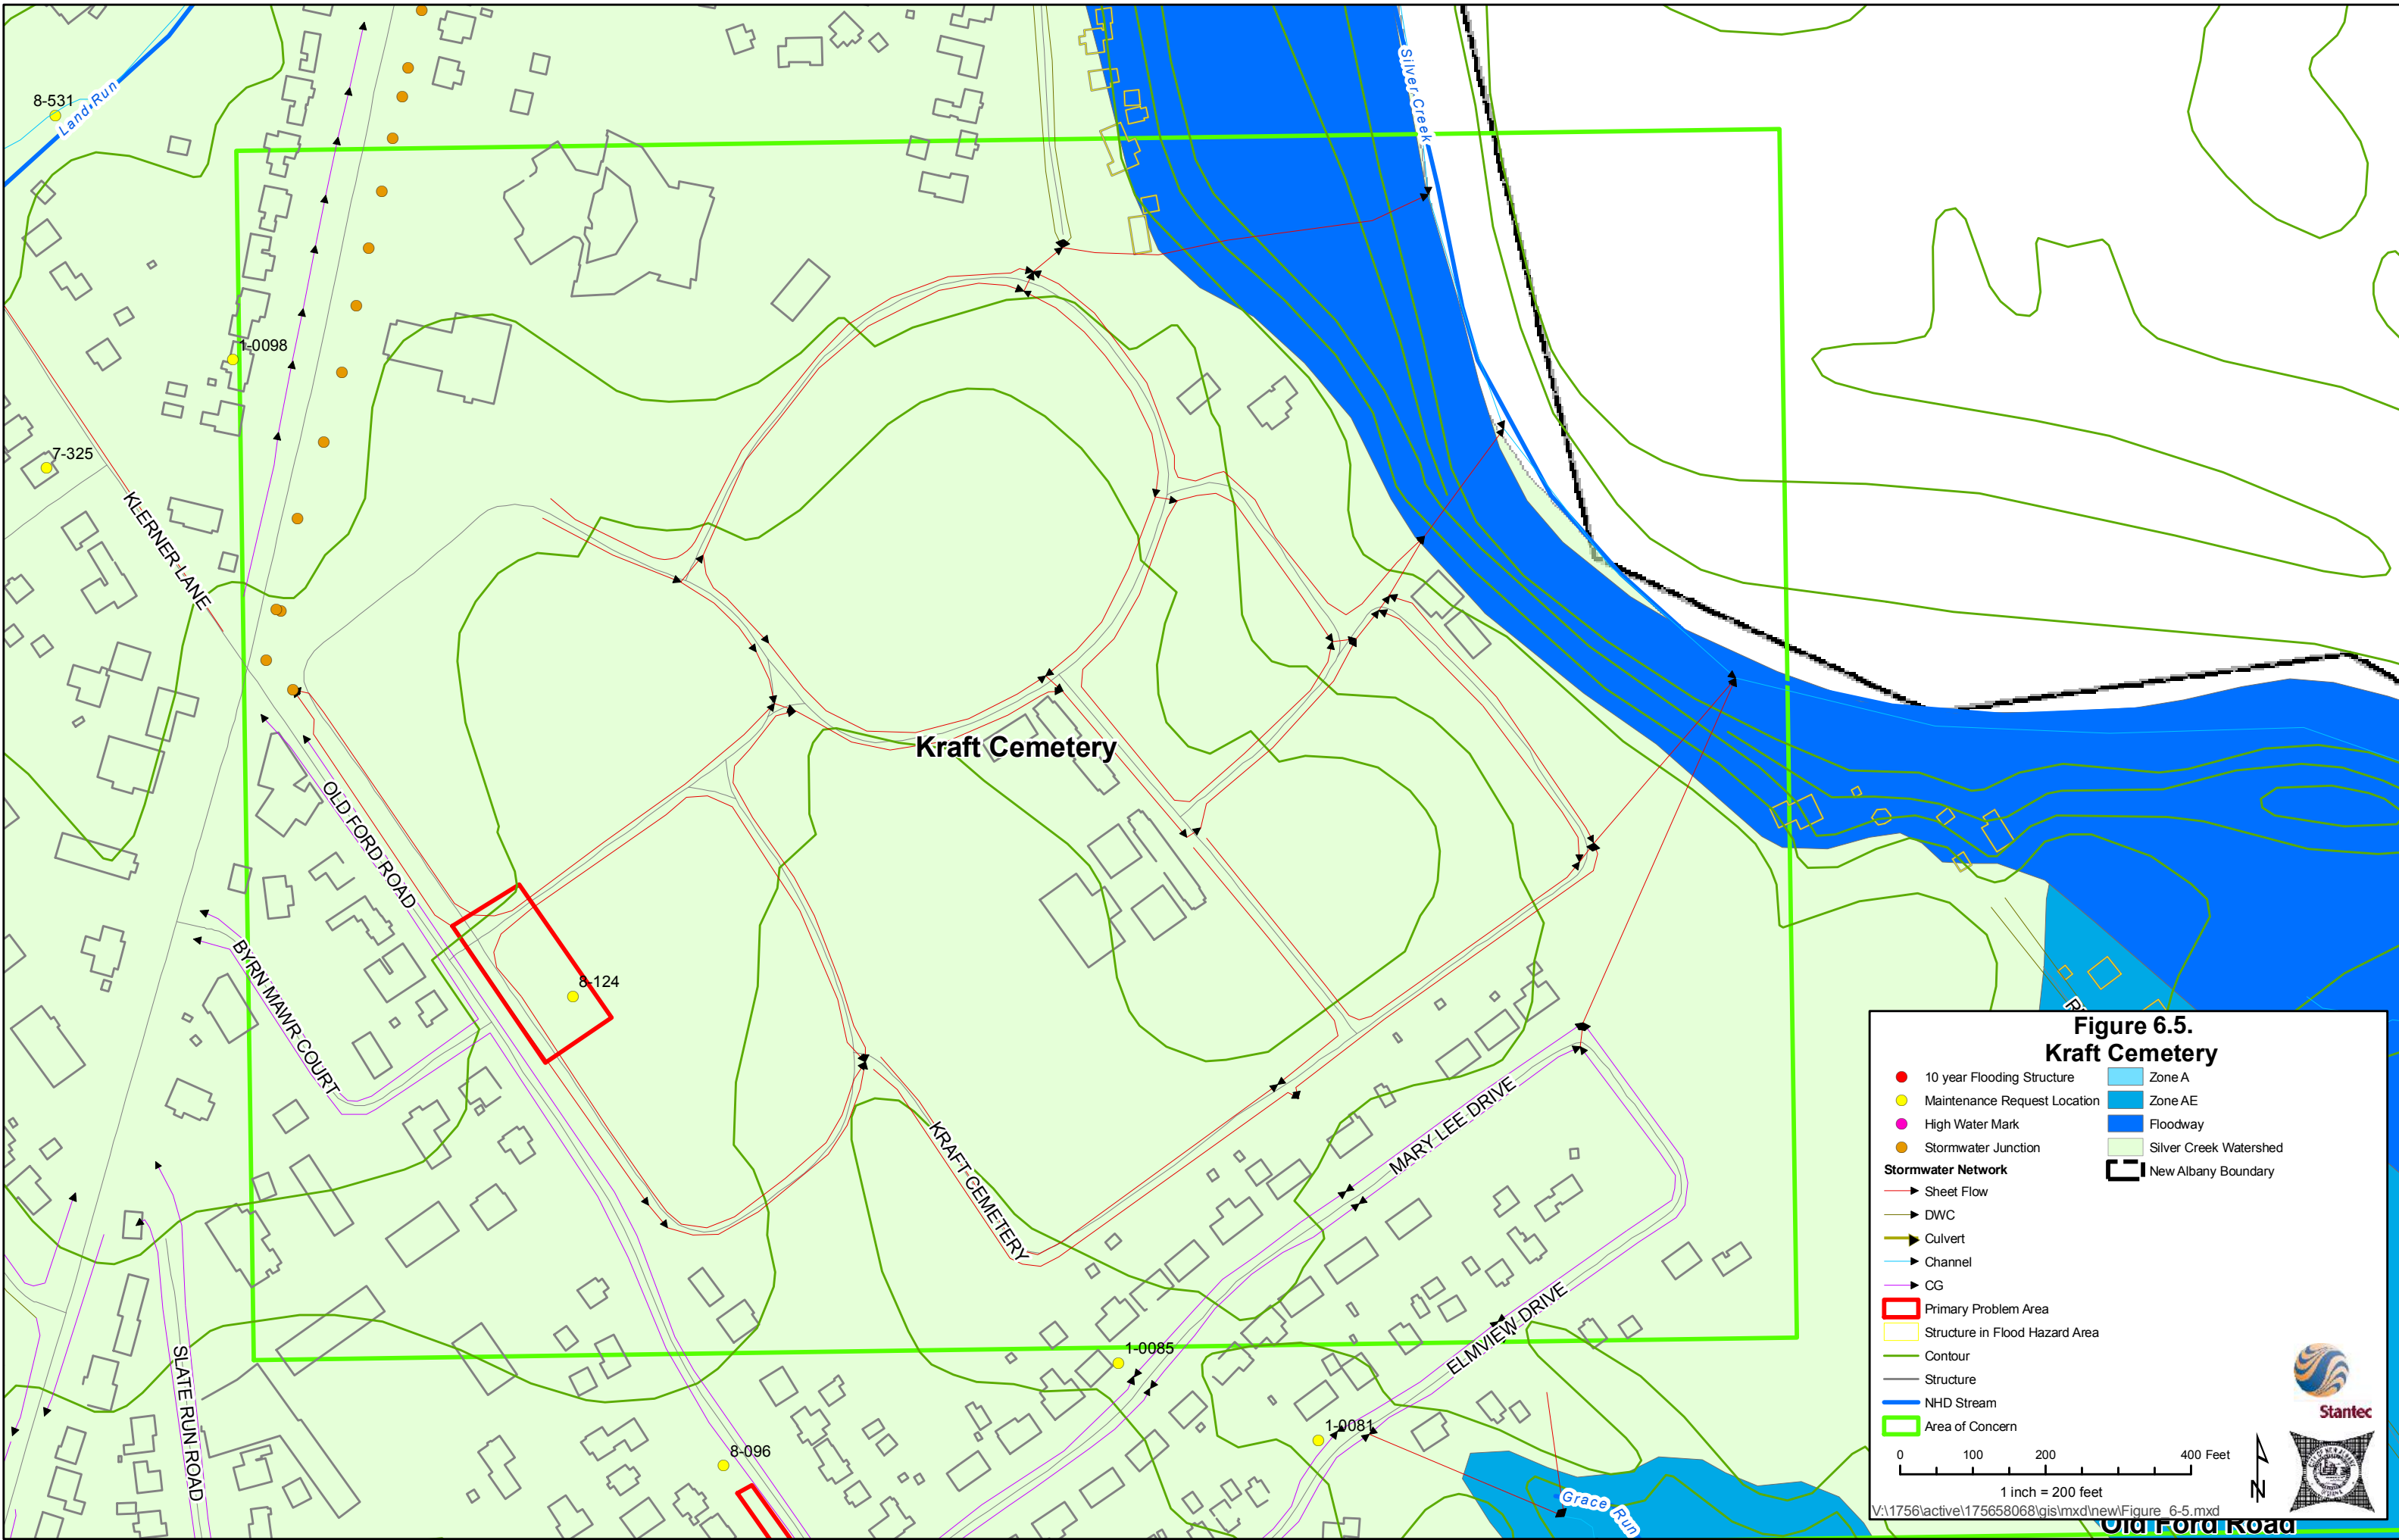 Silver Creek
8-531
Land Run
1-0098
7-325
KLERNER LANE
Kraft Cemetery
OLD FORD ROAD
8-124
BYRN MAWR COURT
KRAFT CEMETERY
MARY LEE DRIVE
ELMVIEW DRIVE
SLATE RUN ROAD
1-0085
1-0081
8-096
Grace Run
Old Ford Road
Figure 6.5.
Kraft Cemetery
10 year Flooding Structure
Maintenance Request Location
High Water Mark
Stormwater Junction
Stormwater Network
Sheet Flow
DWC
Culvert
Channel
CG
Primary Problem Area
Structure in Flood Hazard Area
Contour
Structure
NHD Stream
Area of Concern
Zone A
Zone AE
Floodway
Silver Creek Watershed
New Albany Boundary
0 100 200 400 Feet
1 inch = 200 feet
N
Stantec
V:\1756\active\175658068\gis\mxd\new\Figure_6-5.mxd